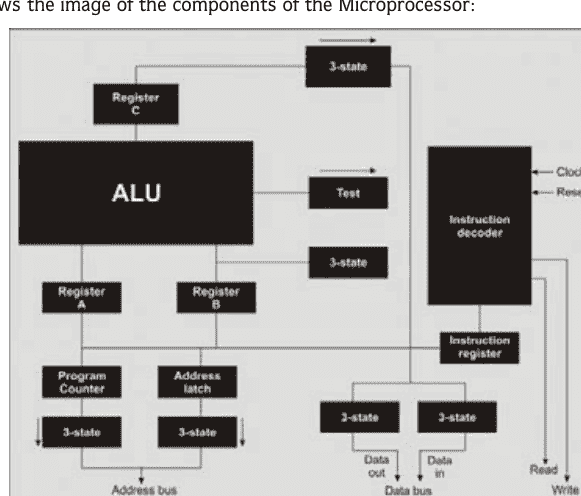 ws the image of the components of the Microprocessor:
3-state
Register
C
ALU
Test
Instruction
decoder
Clock
Rese
3-state
Register
A
Register
B
Instruction
register
Program
Counter
Address
latch
3-state
3-state
3-state
3-state
Data
out
Data
in
Read
Address bus
Data bus
Write